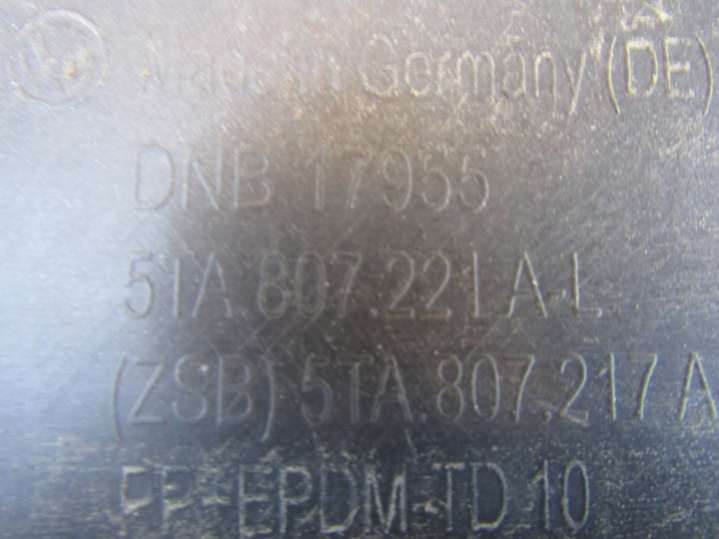 Made in Germany (DE)
DNB 17955
5TA.807.221 A-L
(ZSB) 5TA.807.217 A
PP-EPDM-TD 10